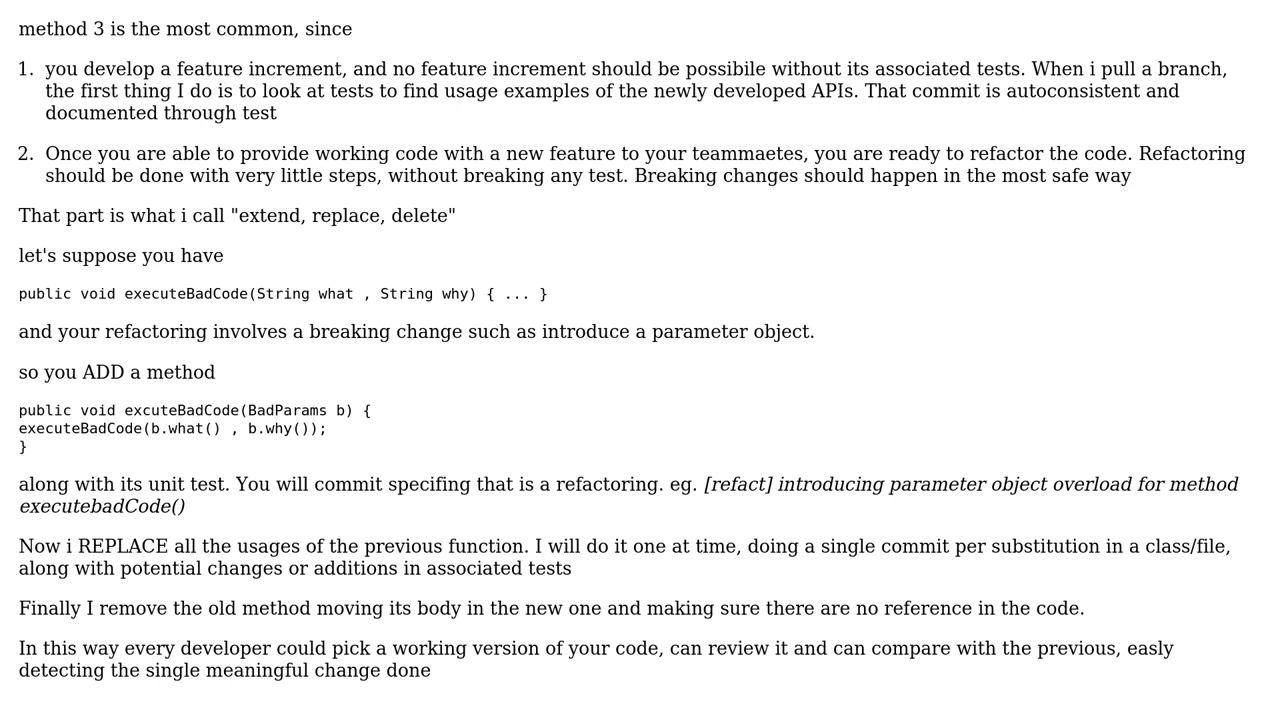 method 3 is the most common, since
1. you develop a feature increment, and no feature increment should be possibile without its associated tests. When i pull a branch,
the first thing I do is to look at tests to find usage examples of the newly developed APIs. That commit is autoconsistent and
documented through test
2. Once you are able to provide working code with a new feature to your teammaetes, you are ready to refactor the code. Refactoring
should be done with very little steps, without breaking any test. Breaking changes should happen in the most safe way
That part is what i call "extend, replace, delete"
let's suppose you have
public void executeBadCode(String what , String why) { ... }
and your refactoring involves a breaking change such as introduce a parameter object.
so you ADD a method
public void excuteBadCode(BadParams b) {
executeBadCode(b.what() , b.why());
}
along with its unit test. You will commit specifing that is a refactoring. eg. [refact] introducing parameter object overload for method
executebadCode()
Now i REPLACE all the usages of the previous function. I will do it one at time, doing a single commit per substitution in a class/file,
along with potential changes or additions in associated tests
Finally I remove the old method moving its body in the new one and making sure there are no reference in the code.
In this way every developer could pick a working version of your code, can review it and can compare with the previous, easly
detecting the single meaningful change done